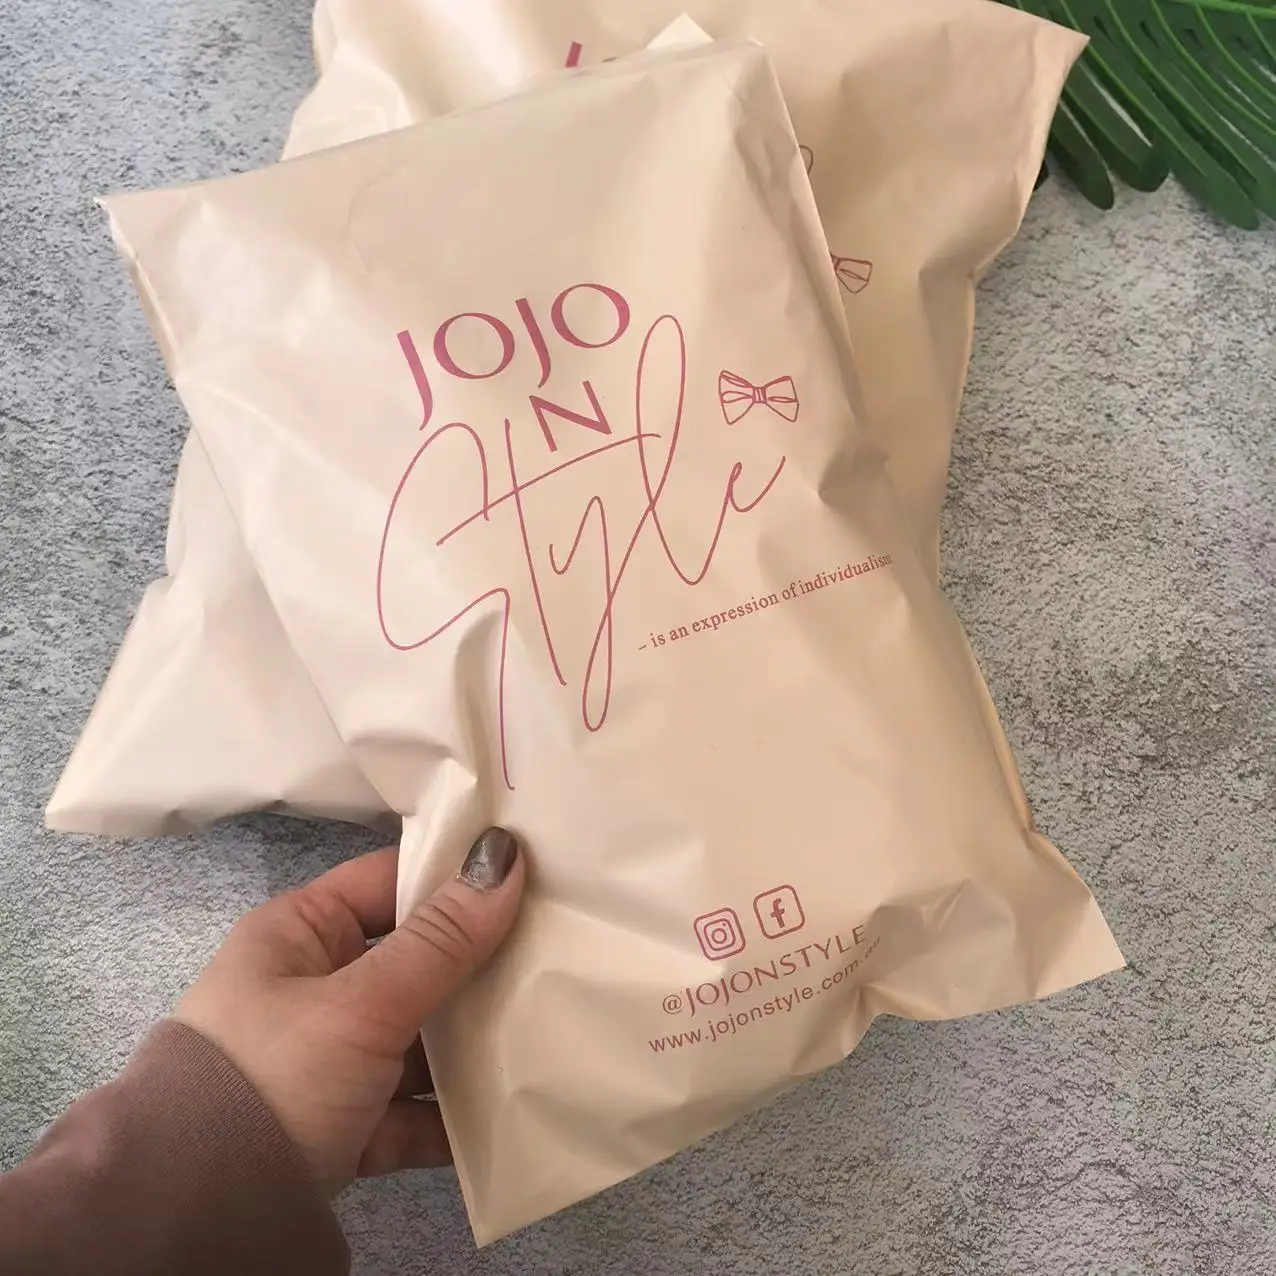 JOJO
N
Style
– is an expression of individualism
@JOJONSTYLE
www.jojonstyle.com.au